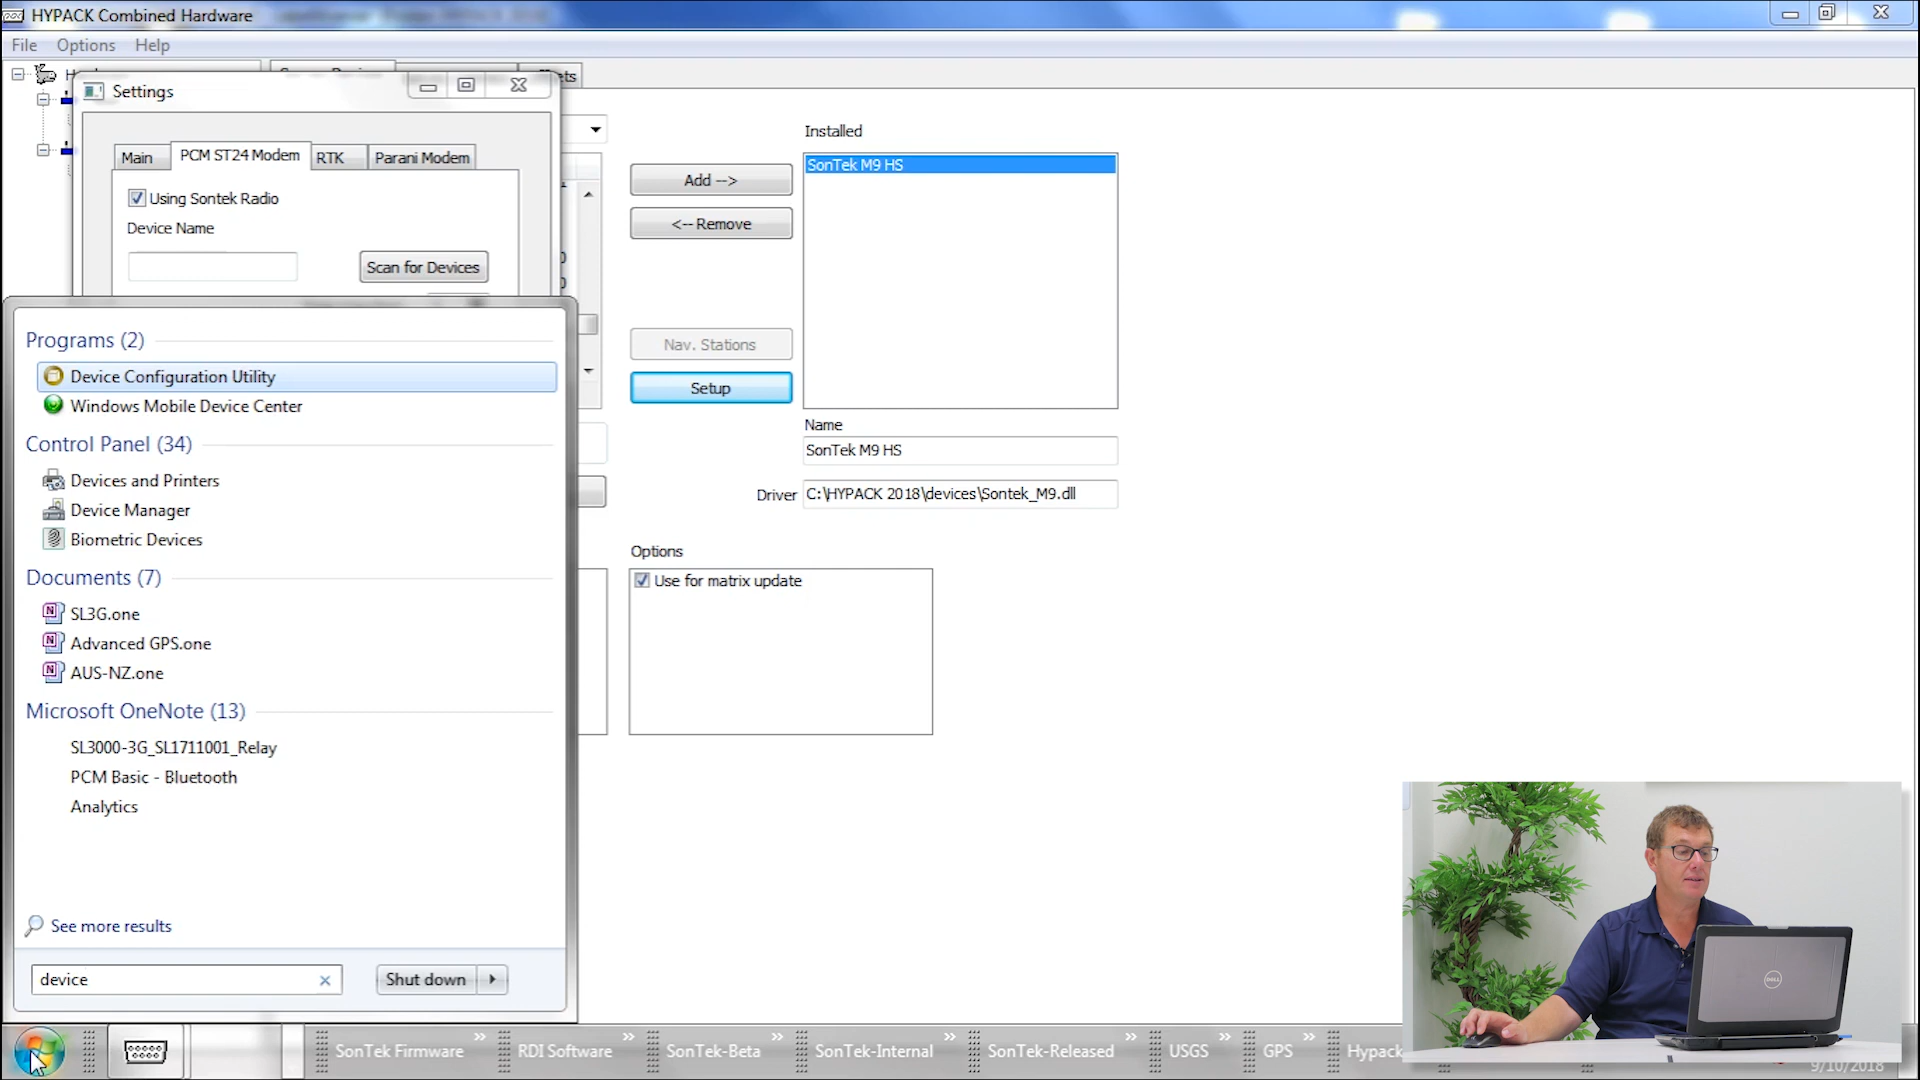 HYPACK Combined Hardware
File Options Help
Settings
Main PCM ST24 Modem RTK Parani Modem
Using Sontek Radio
Device Name
Scan for Devices
Programs (2)
Device Configuration Utility
Windows Mobile Device Center
Control Panel (34)
Devices and Printers
Device Manager
Biometric Devices
Documents (7)
SL3G.one
Advanced GPS.one
AUS-NZ.one
Microsoft OneNote (13)
SL3000-3G_SL1711001_Relay
PCM Basic - Bluetooth
Analytics
See more results
device
Shut down
Add -->
<-- Remove
Nav. Stations
Setup
Installed
SonTek M9 HS
Name
SonTek M9 HS
Driver C:\HYPACK 2018\devices\Sontek_M9.dll
Options
Use for matrix update
DELL
SonTek Firmware RDI Software SonTek-Beta SonTek-Internal SonTek-Released USGS GPS Hypack
9/10/2018